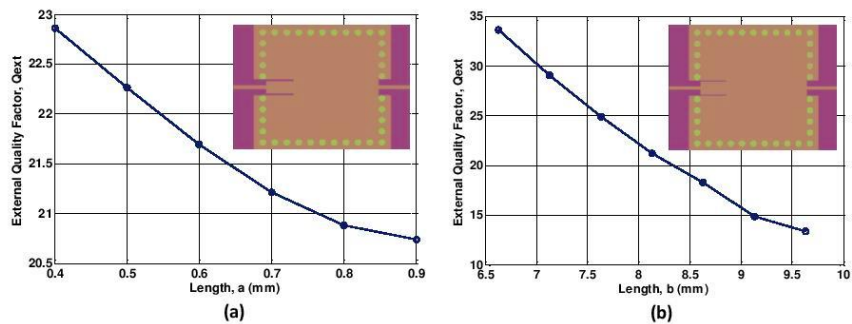 23
22.5
22
21.5
21
20.5
0.4 0.5 0.6 0.7 0.8 0.9
External Quality Factor, Qext
Length, a (mm)
(a)
35
30
25
20
15
10
6.5 7 7.5 8 8.5 9 9.5 10
External Quality Factor, Qext
Length, b (mm)
(b)